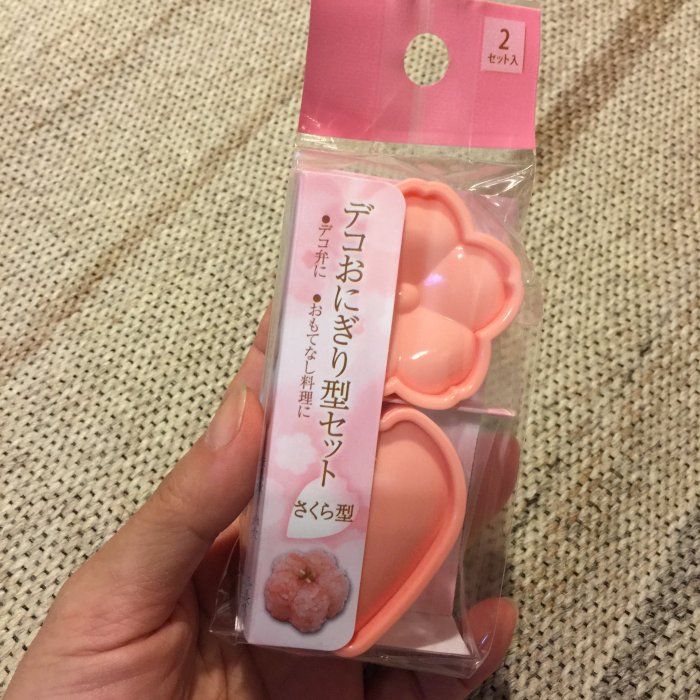 2
セット入
デコおにぎり型セット
●デコ弁に
●おもてなし料理に
さくら型